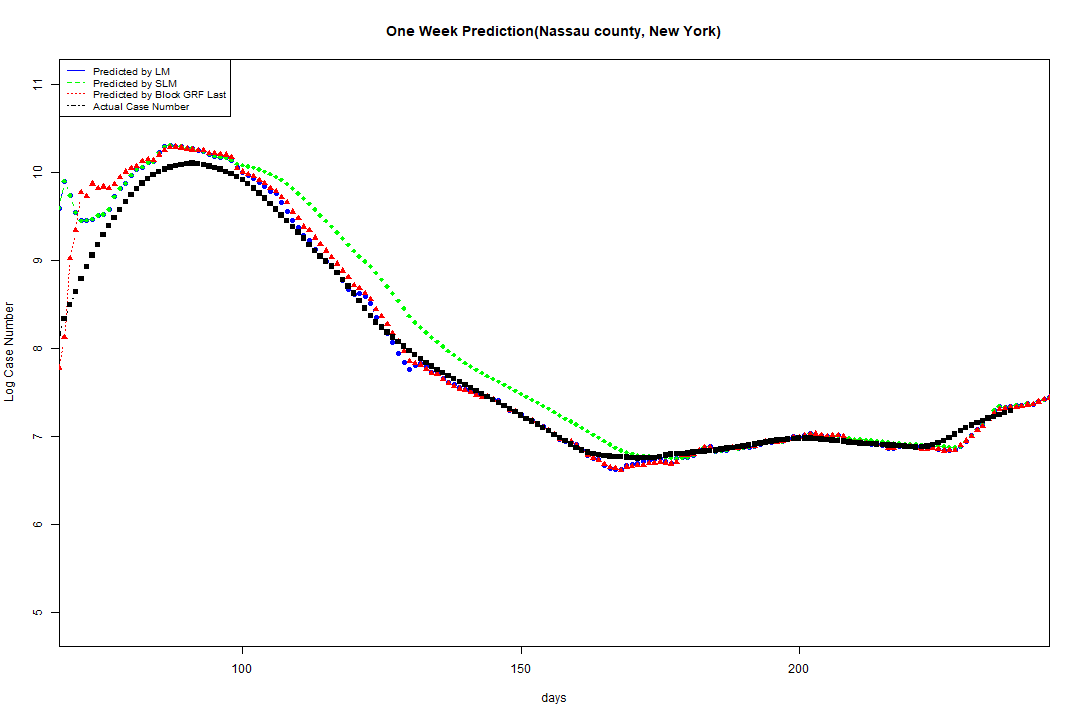 One Week Prediction(Nassau county, New York)
Predicted by LM
Predicted by SLM
Predicted by Block GRF Last
Actual Case Number
11
10
9
8
7
6
5
Log Case Number
100 150 200
days